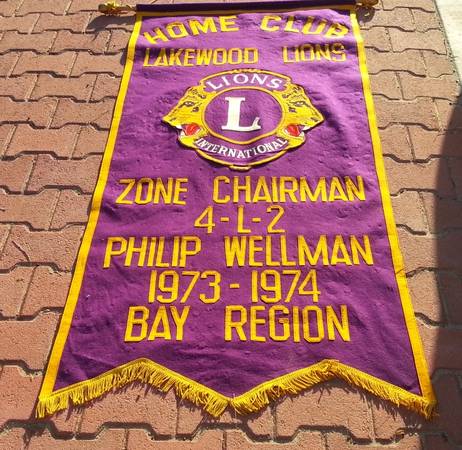 HOME CLUB
LAKEWOOD LIONS
LIONS
L
INTERNATIONAL
ZONE CHAIRMAN
4-L-2
PHILIP WELLMAN
1973-1974
BAY REGION